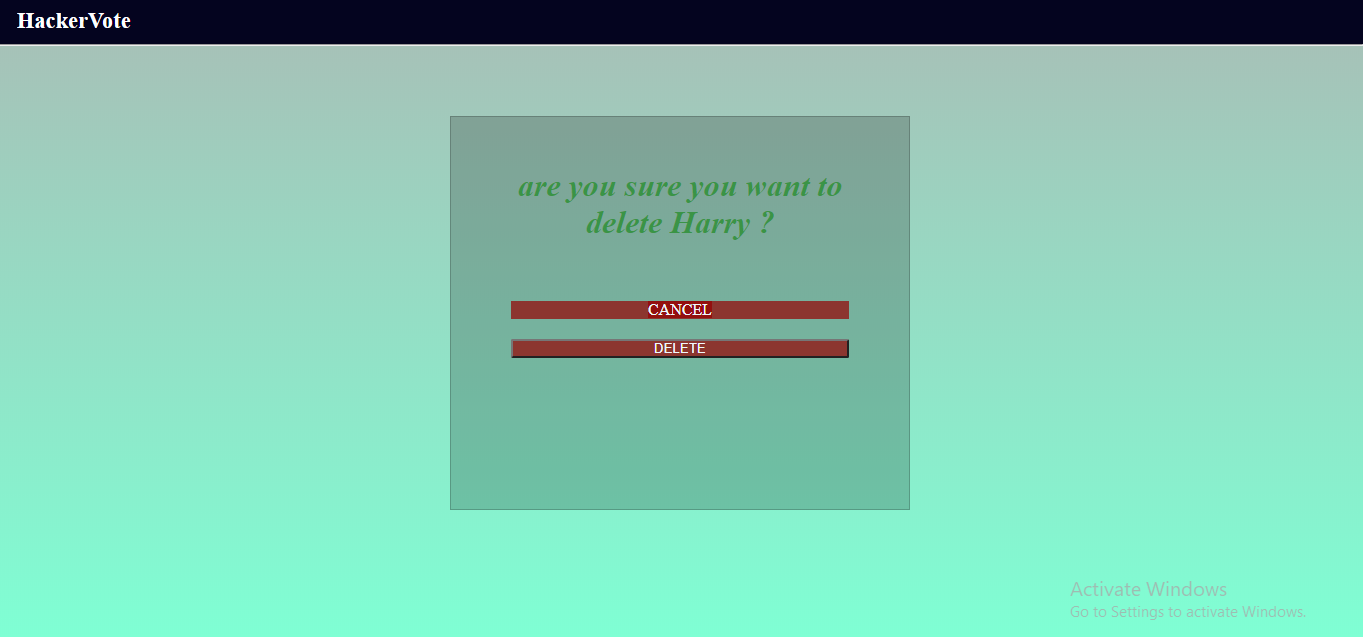 HackerVote
are you sure you want to
delete Harry ?
CANCEL
DELETE
Activate Windows
Go to Settings to activate Windows.